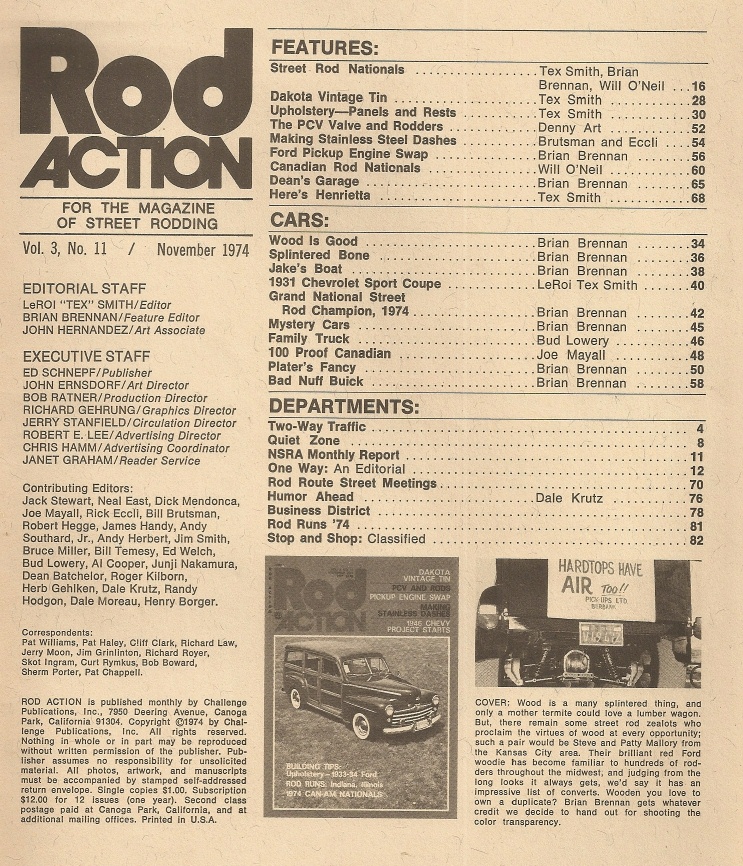 Rod
ACTION
FOR THE MAGAZINE
OF STREET RODDING
Vol. 3, No. 11 / November 1974
EDITORIAL STAFF
LeROI "TEX" SMITH/Editor
BRIAN BRENNAN/Feature Editor
JOHN HERNANDEZ/Art Associate
EXECUTIVE STAFF
ED SCHNEPF/Publisher
JOHN ERNSDORF/Art Director
BOB RATNER/Production Director
RICHARD GEHRUNG/Graphics Director
JERRY STANFIELD/Circulation Director
ROBERT E. LEE/Advertising Director
CHRIS HAMM/Advertising Coordinator
JANET GRAHAM/Reader Service
Contributing Editors:
Jack Stewart, Neal East, Dick Mendonca,
Joe Mayall, Rick Eccli, Bill Brutsman,
Robert Hegge, James Handy, Andy
Southard, Jr., Andy Herbert, Jim Smith,
Bruce Miller, Bill Temesy, Ed Welch,
Bud Lowery, Al Cooper, Junji Nakamura,
Dean Batchelor, Roger Kilborn,
Herb Gehlken, Dale Krutz, Randy
Hodgon, Dale Moreau, Henry Borger.
Correspondents:
Pat Williams, Pat Haley, Cliff Clark, Richard Law,
Jerry Moon, Jim Grinlinton, Richard Royer,
Skot Ingram, Curt Rymkus, Bob Boward,
Sherm Porter, Pat Chappell.
ROD ACTION is published monthly by Challenge
Publications, Inc., 7950 Deering Avenue, Canoga
Park, California 91304. Copyright ©1974 by Chal-
lenge Publications, Inc. All rights reserved.
Nothing in whole or in part may be reproduced
without written permission of the publisher. Pub-
lisher assumes no responsibility for unsolicited
material. All photos, artwork, and manuscripts
must be accompanied by stamped self-addressed
return envelope. Single copies $1.00. Subscription
$12.00 for 12 issues (one year). Second class
postage paid at Canoga Park, California, and at
additional mailing offices. Printed in U.S.A.
FEATURES:
Street Rod Nationals ................ Tex Smith, Brian
Brennan, Will O'Neil ...16
Dakota Vintage Tin ................ Tex Smith ............28
Upholstery—Panels and Rests ............ Tex Smith ............30
The PCV Valve and Rodders ............ Denny Art ............52
Making Stainless Steel Dashes ............ Brutsman and Eccli ....54
Ford Pickup Engine Swap ............ Brian Brennan ........56
Canadian Rod Nationals ............ Will O'Neil ............60
Dean's Garage ............ Brian Brennan ........65
Here's Henrietta ............ Tex Smith ............68
CARS:
Wood Is Good ............ Brian Brennan ........34
Splintered Bone ............ Brian Brennan ........36
Jake's Boat ............ Brian Brennan ........38
1931 Chevrolet Sport Coupe ............ LeRoi Tex Smith ......40
Grand National Street
Rod Champion, 1974 ............ Brian Brennan ........42
Mystery Cars ............ Brian Brennan ........45
Family Truck ............ Bud Lowery ............46
100 Proof Canadian ............ Joe Mayall ............48
Plater's Fancy ............ Brian Brennan ........50
Bad Nuff Buick ............ Brian Brennan ........58
DEPARTMENTS:
Two-Way Traffic ............ 4
Quiet Zone ............ 8
NSRA Monthly Report ............ 11
One Way: An Editorial ............ 12
Rod Route Street Meetings ............ 70
Humor Ahead ............ Dale Krutz ............ 76
Business District ............ 78
Rod Runs '74 ............ 81
Stop and Shop: Classified ............ 82
Rod
ACTION
DAKOTA
VINTAGE TIN
PCV AND RODS
PICKUP ENGINE SWAP
MAKING
STAINLESS DASHES
1946 CHEVY
PROJECT STARTS
BUILDING TIPS:
Upholstery—1933-34 Ford
ROD RUNS: Indiana, Illinois
1974 CAN-AM NATIONALS
HARDTOPS HAVE
AIR TOO!!
PICK-UPS LTD.
BURBANK
COVER: Wood is a many splintered thing, and
only a mother termite could love a lumber wagon.
But, there remain some street rod zealots who
proclaim the virtues of wood at every opportunity;
such a pair would be Steve and Patty Mallory from
the Kansas City area. Their brilliant red Ford
woodie has become familiar to hundreds of rod-
ders throughout the midwest, and judging from the
long looks it always gets, we'd say it has an
impressive list of converts. Wooden you love to
own a duplicate? Brian Brennan gets whatever
credit we decide to hand out for shooting the
color transparency.